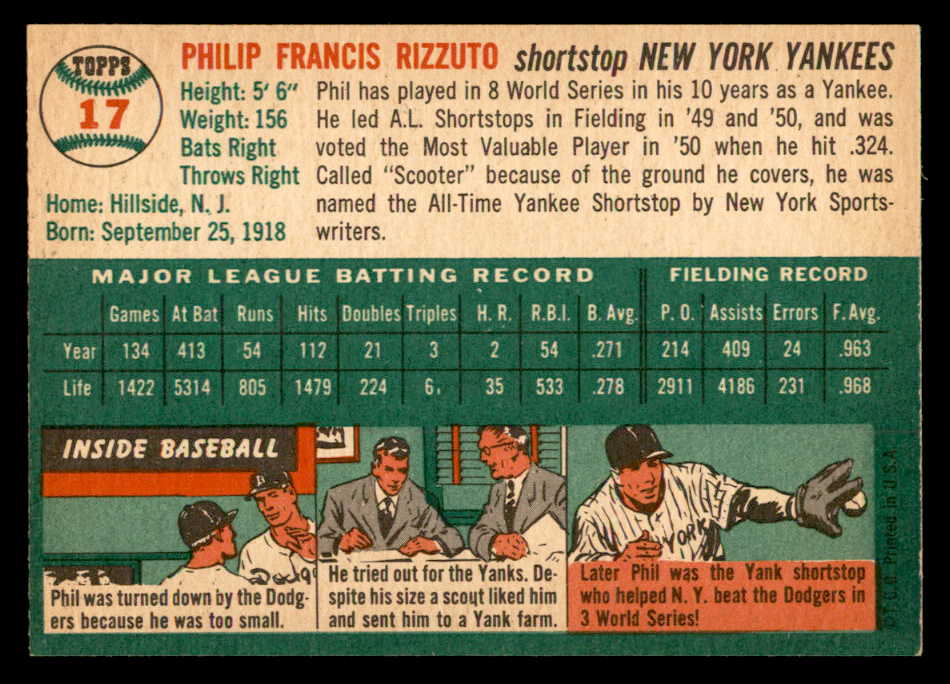 TOPPS
17
PHILIP FRANCIS RIZZUTO shortstop NEW YORK YANKEES
Height: 5' 6"
Weight: 156
Bats Right
Throws Right
Home: Hillside, N. J.
Born: September 25, 1918
Phil has played in 8 World Series in his 10 years as a Yankee.
He led A.L. Shortstops in Fielding in '49 and '50, and was
voted the Most Valuable Player in '50 when he hit .324.
Called "Scooter" because of the ground he covers, he was
named the All-Time Yankee Shortstop by New York Sports-
writers.
MAJOR LEAGUE BATTING RECORD FIELDING RECORD
Games At Bat Runs Hits Doubles Triples H. R. R.B.I. B. Avg. P. O. Assists Errors F. Avg.
Year 134 413 54 112 21 3 2 54 .271 214 409 24 .963
Life 1422 5314 805 1479 224 6 35 533 .278 2911 4186 231 .968
INSIDE BASEBALL
Phil was turned down by the Dodg-
ers because he was too small.
He tried out for the Yanks. De-
spite his size a scout liked him
and sent him to a Yank farm.
YORK
Later Phil was the Yank shortstop
who helped N. Y. beat the Dodgers in
3 World Series!
© T. C. G. Printed in U.S.A.